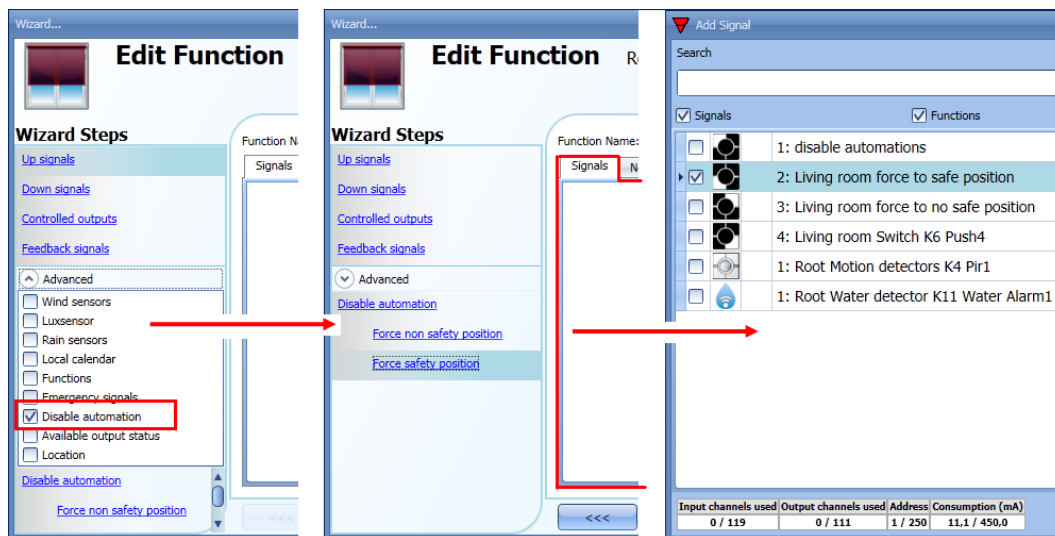 Wizard...
Edit Function
Wizard Steps
Up signals
Down signals
Controlled outputs
Feedback signals
Advanced
Wind sensors
Luxsensor
Rain sensors
Local calendar
Functions
Emergency signals
Disable automation
Available output status
Location
Disable automation
Force non safety position
Function N
Signals
<<<
Wizard...
Edit Function R
Wizard Steps
Up signals
Down signals
Controlled outputs
Feedback signals
Advanced
Disable automation
Force non safety position
Force safety position
Function Name:
Signals N
<<<
Add Signal
Search
Signals Functions
1: disable automations
2: Living room force to safe position
3: Living room force to no safe position
4: Living room Switch K6 Push4
1: Root Motion detectors K4 Pir1
1: Root Water detector K11 Water Alarm1
Input channels used Output channels used Address Consumption (mA)
0 / 119 0 / 111 1 / 250 11,1 / 450,0